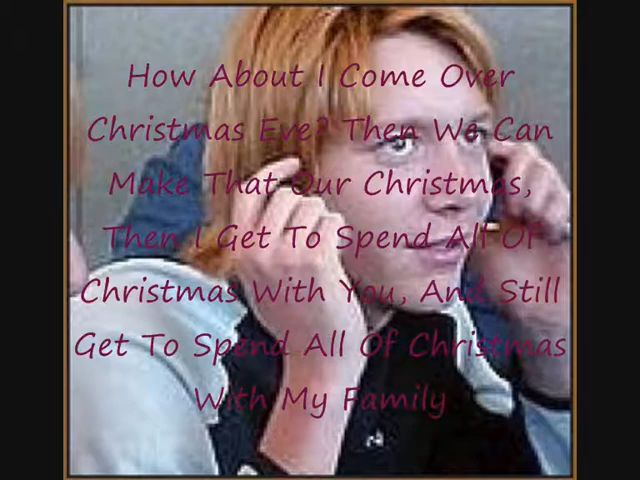 How About I Come Over
Christmas Eve? Then We Can
Make That Our Christmas,
Then I Get To Spend All Of
Christmas With You, And Still
Get To Spend All Of Christmas
With My Family